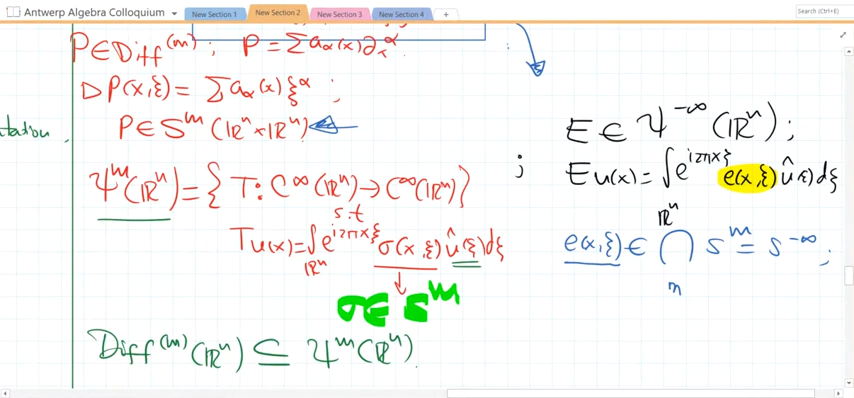 Antwerp Algebra Colloquium
New Section 1
New Section 2
New Section 3
New Section 4
+
Search (Ctrl+E)
P∈Diff^(m) ; P = Σ a_α(x) ∂_x^α
▷ P(x,ξ) = Σ a_α(x) ξ^α ;
P ∈ S^m (ℝ^n × ℝ^n)
tation
Ψ^m(ℝ^n) = { T: C^∞(ℝ^n) → C^∞(ℝ^n) }
s.t
Tu(x) = ∫_{ℝ^n} e^{i2πxξ} σ(x,ξ) û(ξ) dξ
σ∈ S^m
Diff^(m)(ℝ^n) ⊆ Ψ^m(ℝ^n).
E ∈ Ψ^{-∞} (ℝ^n) ;
; Eu(x) = ∫_{ℝ^n} e^{i2πxξ} e(x,ξ) û(ξ) dξ
e(x,ξ) ∈ ⋂_m S^m = S^{-∞} ;